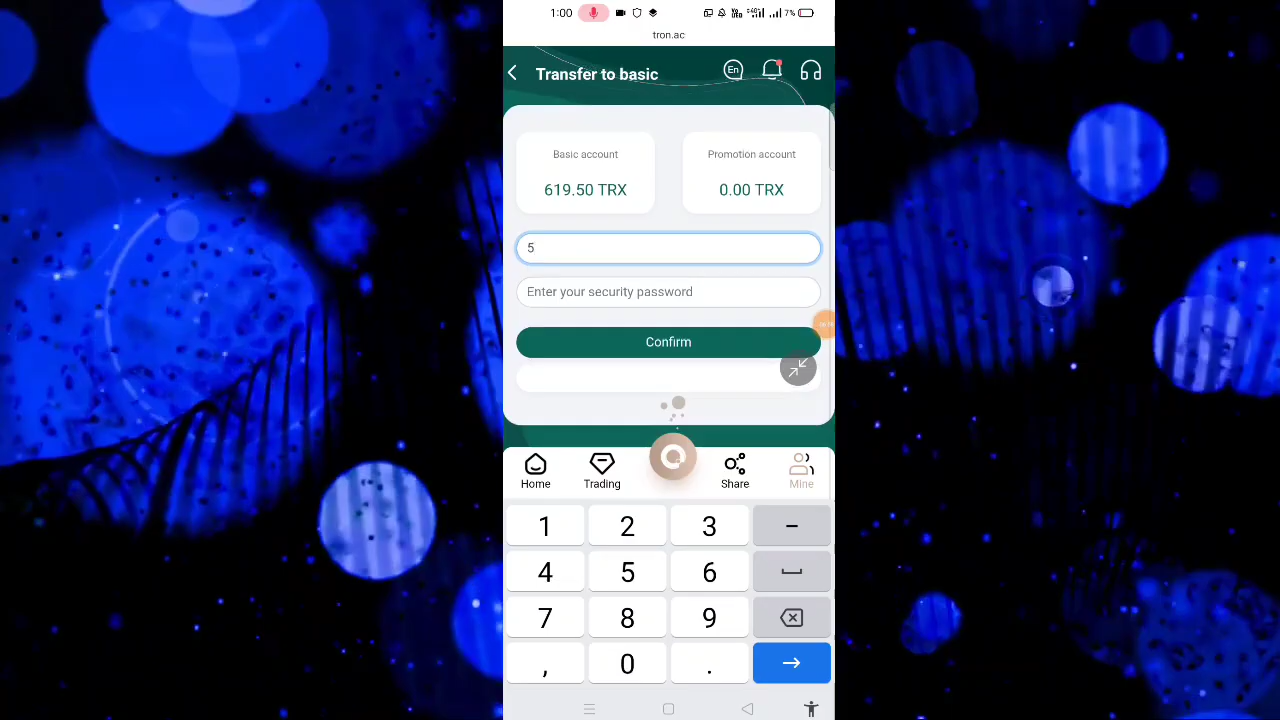 1:00
7%
tron.ac
Transfer to basic
En
Basic account
Promotion account
619.50 TRX
0.00 TRX
5
Enter your security password
Confirm
Home
Trading
Share
Mine
1 2 3 -
4 5 6
7 8 9
, 0 .